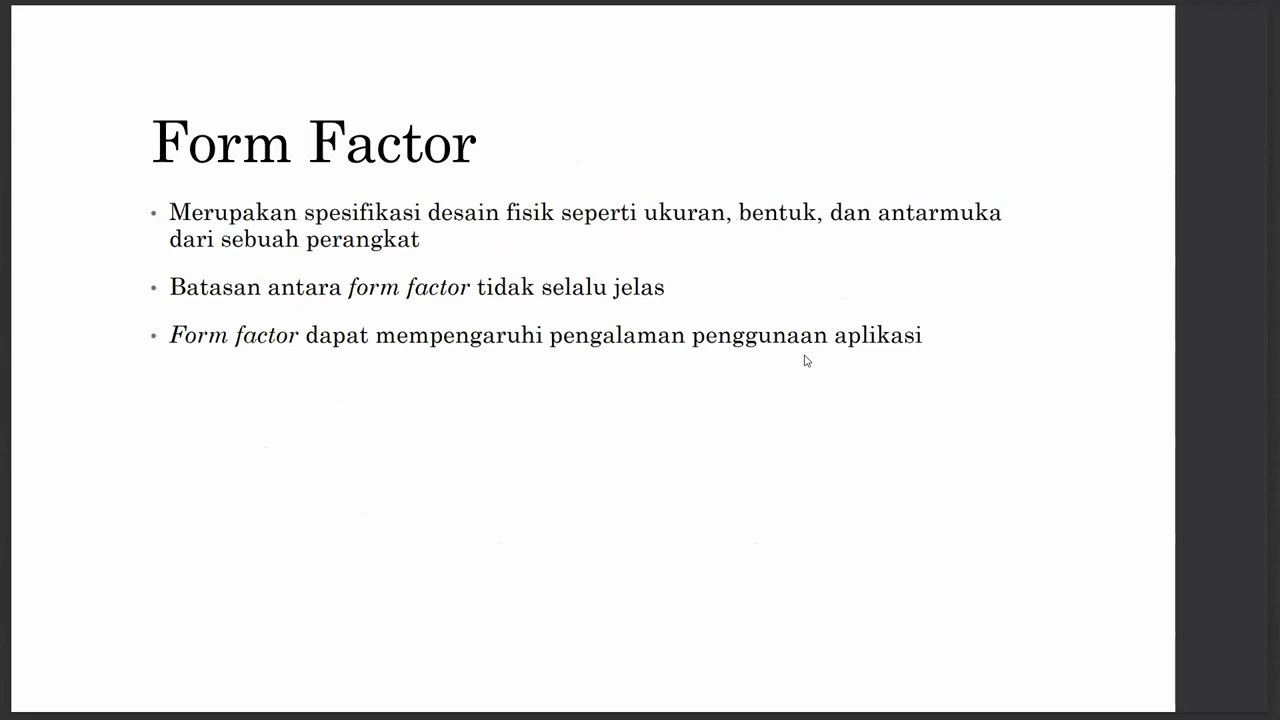 Form Factor
• Merupakan spesifikasi desain fisik seperti ukuran, bentuk, dan antarmuka
dari sebuah perangkat
• Batasan antara form factor tidak selalu jelas
• Form factor dapat mempengaruhi pengalaman penggunaan aplikasi